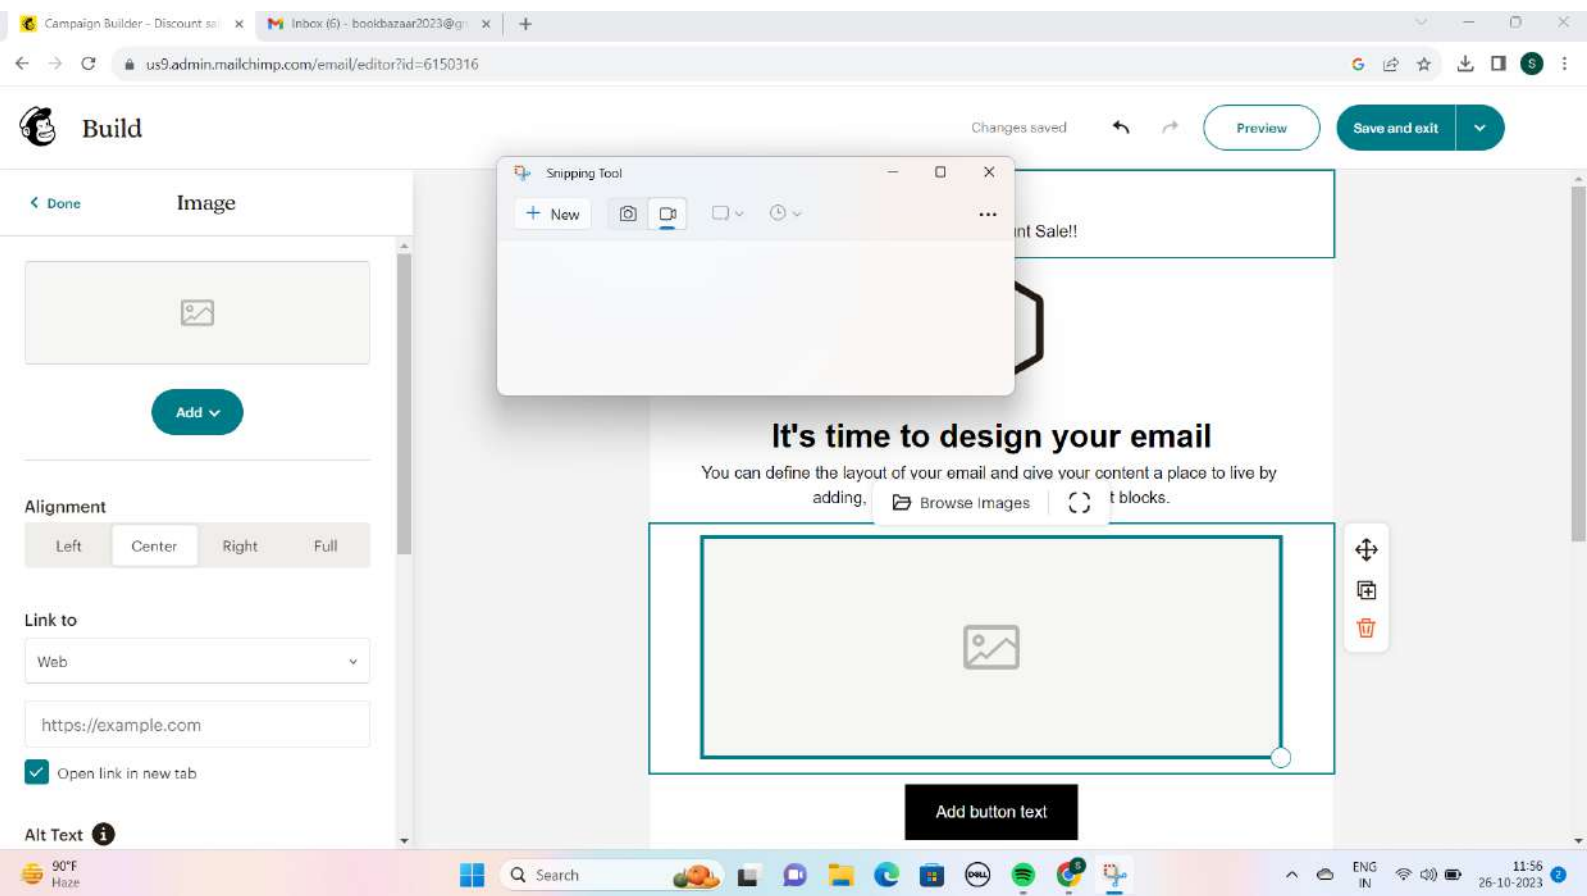 Campaign Builder - Discount sa
Inbox (6) - bookbazaar2023@g
us9.admin.mailchimp.com/email/editor?id=6150316
G
S
Build
Changes saved
Preview
Save and exit
Snipping Tool
New
Done
Image
nt Sale!!
Add
It's time to design your email
You can define the layout of your email and give your content a place to live by
adding,
t blocks.
Browse Images
Alignment
Left
Center
Right
Full
Link to
Web
https://example.com
Open link in new tab
Add button text
Alt Text
i
90°F
Haze
Search
DELL
S
ENG
IN
11:56
26-10-2023
2